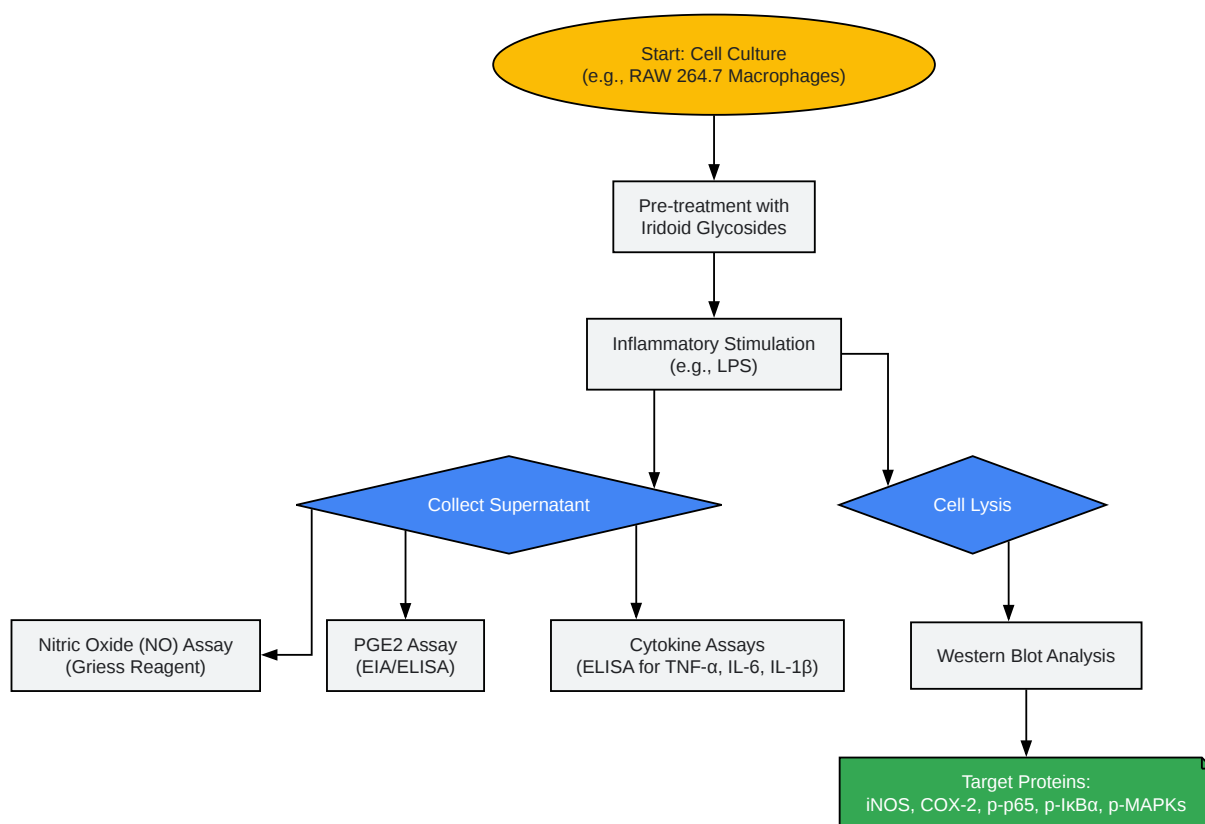 Start: Cell Culture
(e.g., RAW 264.7 Macrophages)
Pre-treatment with
Iridoid Glycosides
Inflammatory Stimulation
(e.g., LPS)
Collect Supernatant
Cell Lysis
Nitric Oxide (NO) Assay
(Griess Reagent)
PGE2 Assay
(EIA/ELISA)
Cytokine Assays
(ELISA for TNF-α, IL-6, IL-1β)
Western Blot Analysis
Target Proteins:
iNOS, COX-2, p-p65, p-IκBα, p-MAPKs